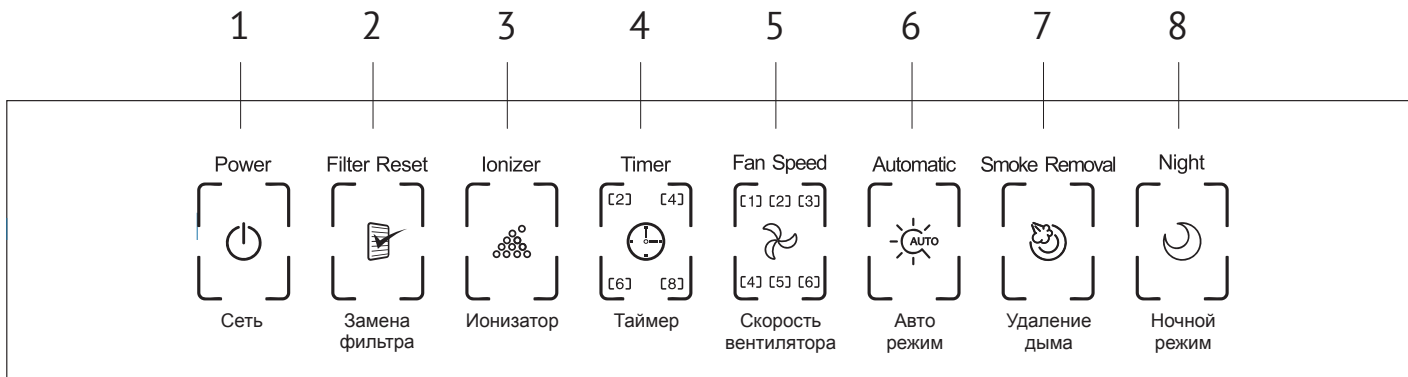 1 2 3 4 5 6 7 8
Power Filter Reset Ionizer Timer Fan Speed Automatic Smoke Removal Night
[2] [4] [1] [2] [3]
AUTO
[6] [8] [4] [5] [6]
Сеть Замена Ионизатор Таймер Скорость Авто Удаление Ночной
фильтра вентилятора режим дыма режим